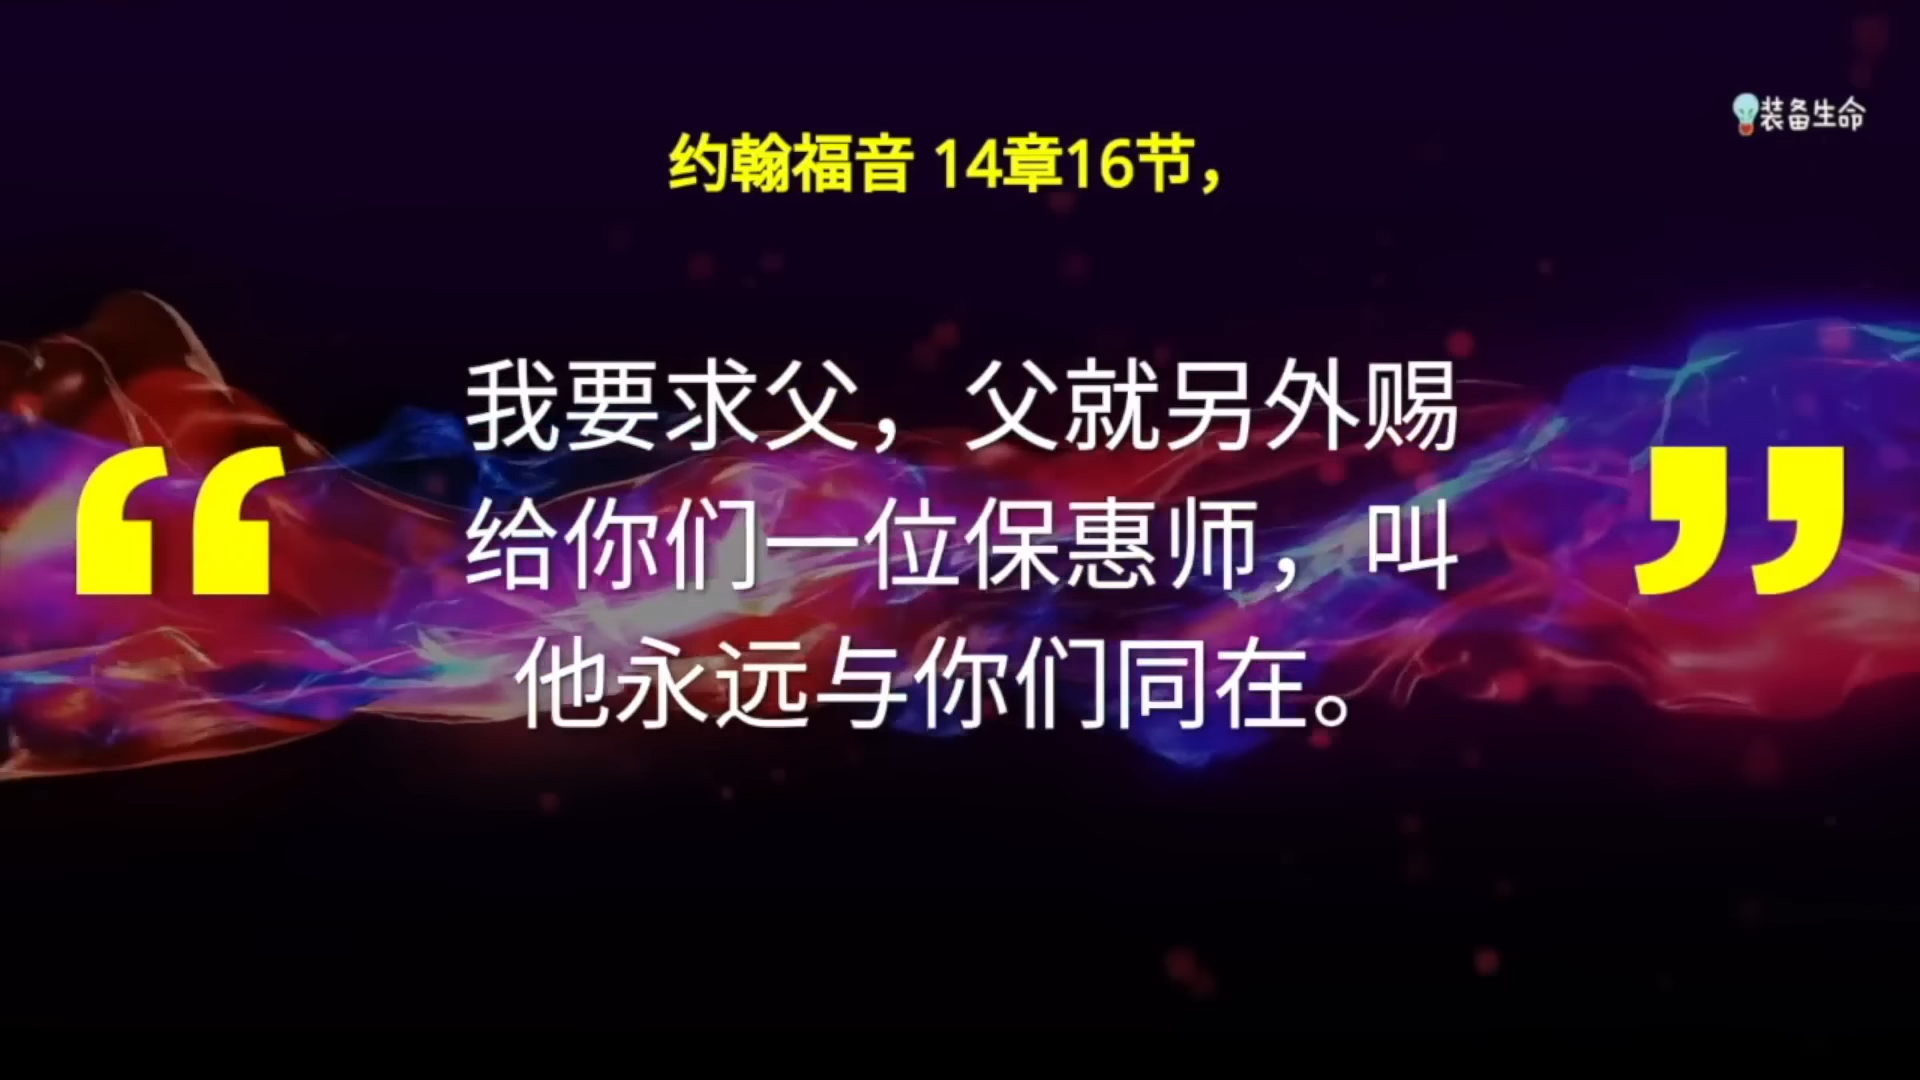 装备生命
约翰福音 14章16节，
“
我要求父，父就另外赐
给你们一位保惠师，叫
他永远与你们同在。
”